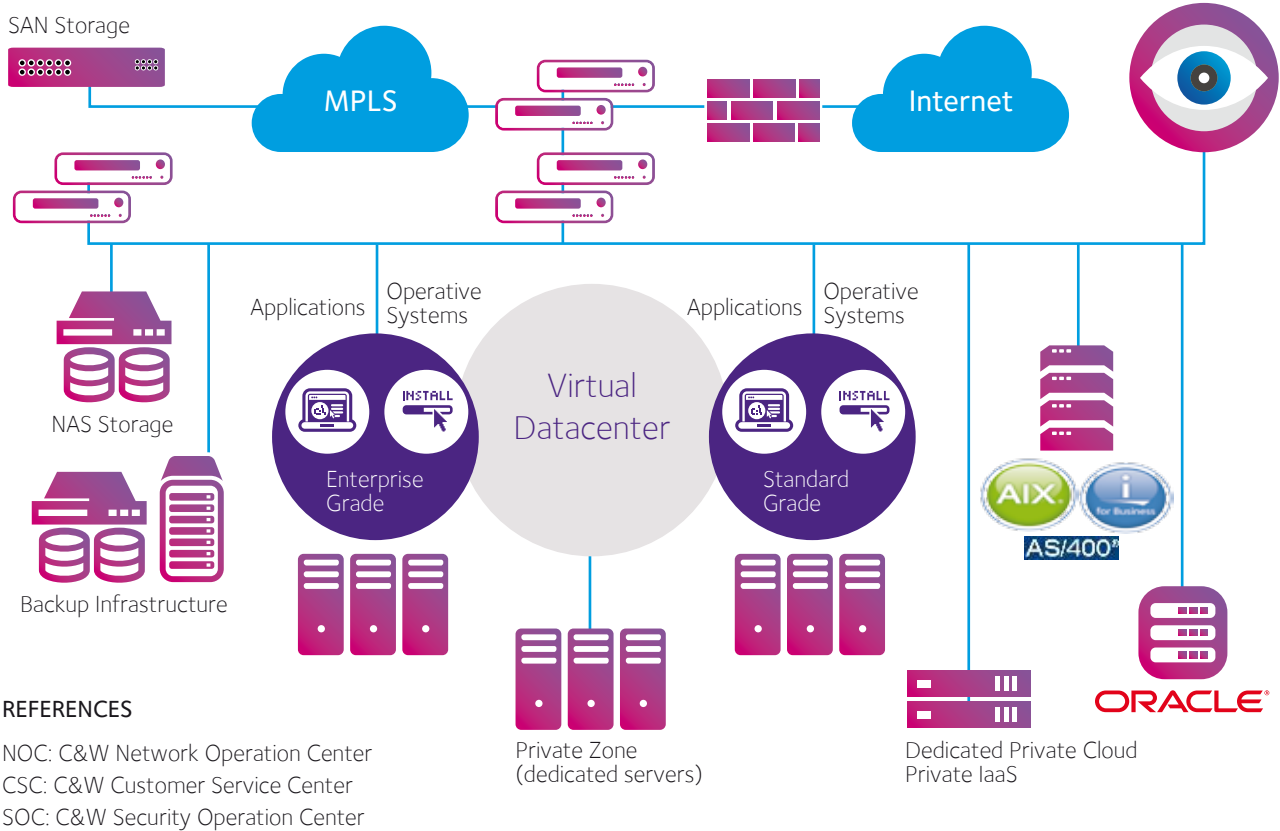 SAN Storage
MPLS
Internet
Applications
Operative
Systems
Applications
Operative
Systems
NAS Storage
INSTALL
C:\
Enterprise
Grade
Virtual
Datacenter
INSTALL
C:\
Standard
Grade
AIX
i
for Business
AS/400®
Backup Infrastructure
ORACLE®
Private Zone
(dedicated servers)
Dedicated Private Cloud
Private IaaS
REFERENCES
NOC: C&W Network Operation Center
CSC: C&W Customer Service Center
SOC: C&W Security Operation Center